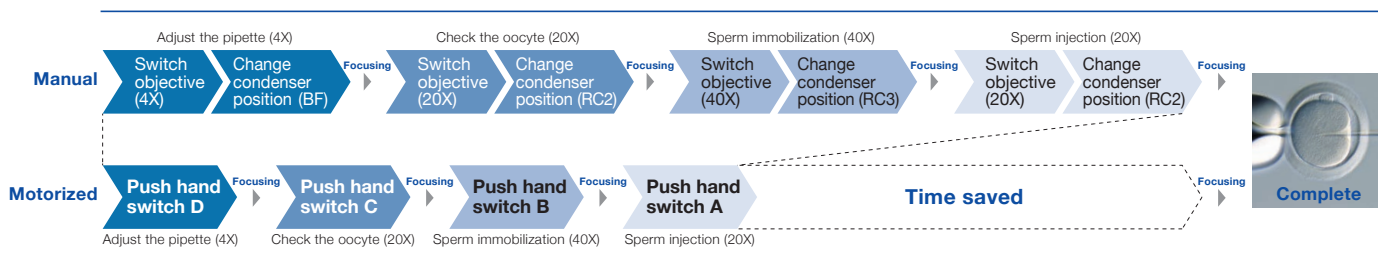 Adjust the pipette (4X)
Check the oocyte (20X)
Sperm immobilization (40X)
Sperm injection (20X)
Manual
Switch
objective
(4X)
Change
condenser
position (BF)
Focusing
Switch
objective
(20X)
Change
condenser
position (RC2)
Focusing
Switch
objective
(40X)
Change
condenser
position (RC3)
Focusing
Switch
objective
(20X)
Change
condenser
position (RC2)
Focusing
Motorized
Push hand
switch D
Focusing
Push hand
switch C
Focusing
Push hand
switch B
Focusing
Push hand
switch A
Time saved
Focusing
Complete
Adjust the pipette (4X)
Check the oocyte (20X)
Sperm immobilization (40X)
Sperm injection (20X)